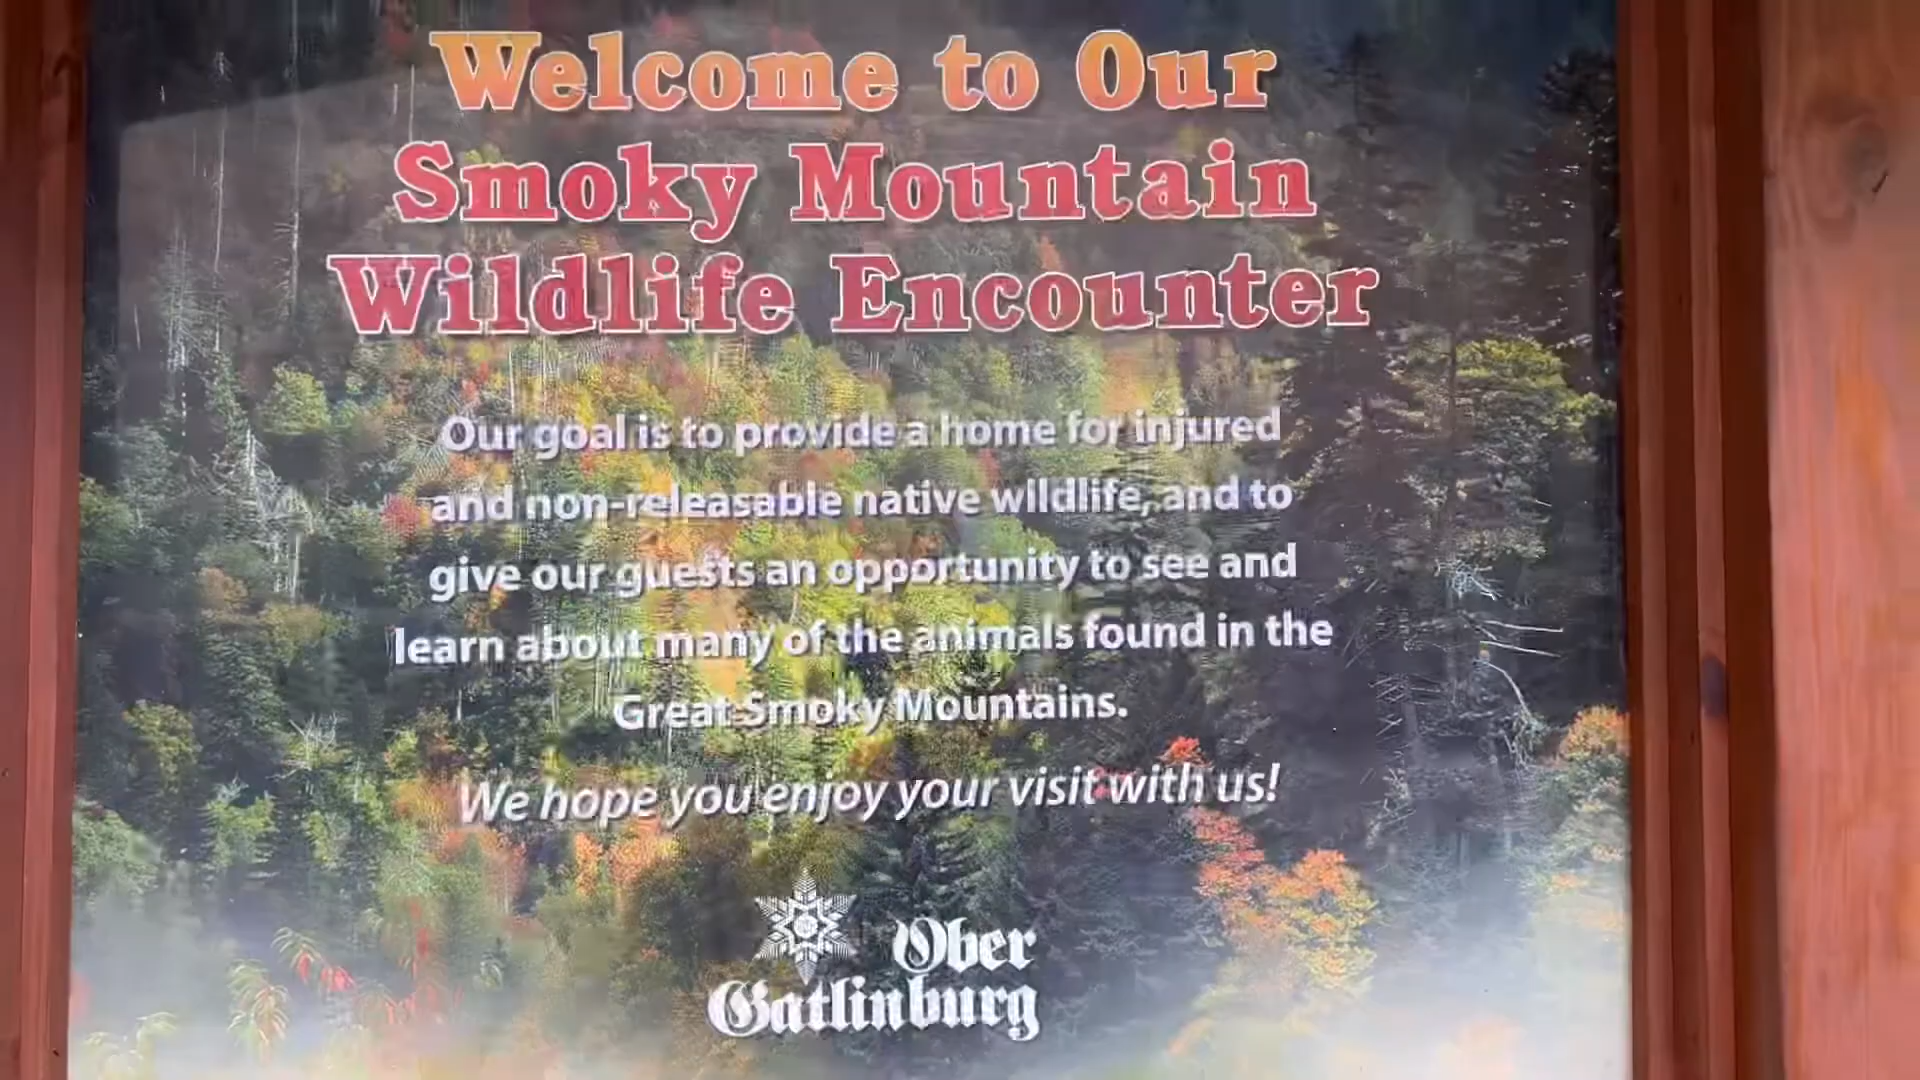 Welcome to Our
Smoky Mountain
Wildlife Encounter
Our goal is to provide a home for injured
and non-releasable native wildlife, and to
give our guests an opportunity to see and
learn about many of the animals found in the
Great Smoky Mountains.
We hope you enjoy your visit with us!
Ober
Gatlinburg